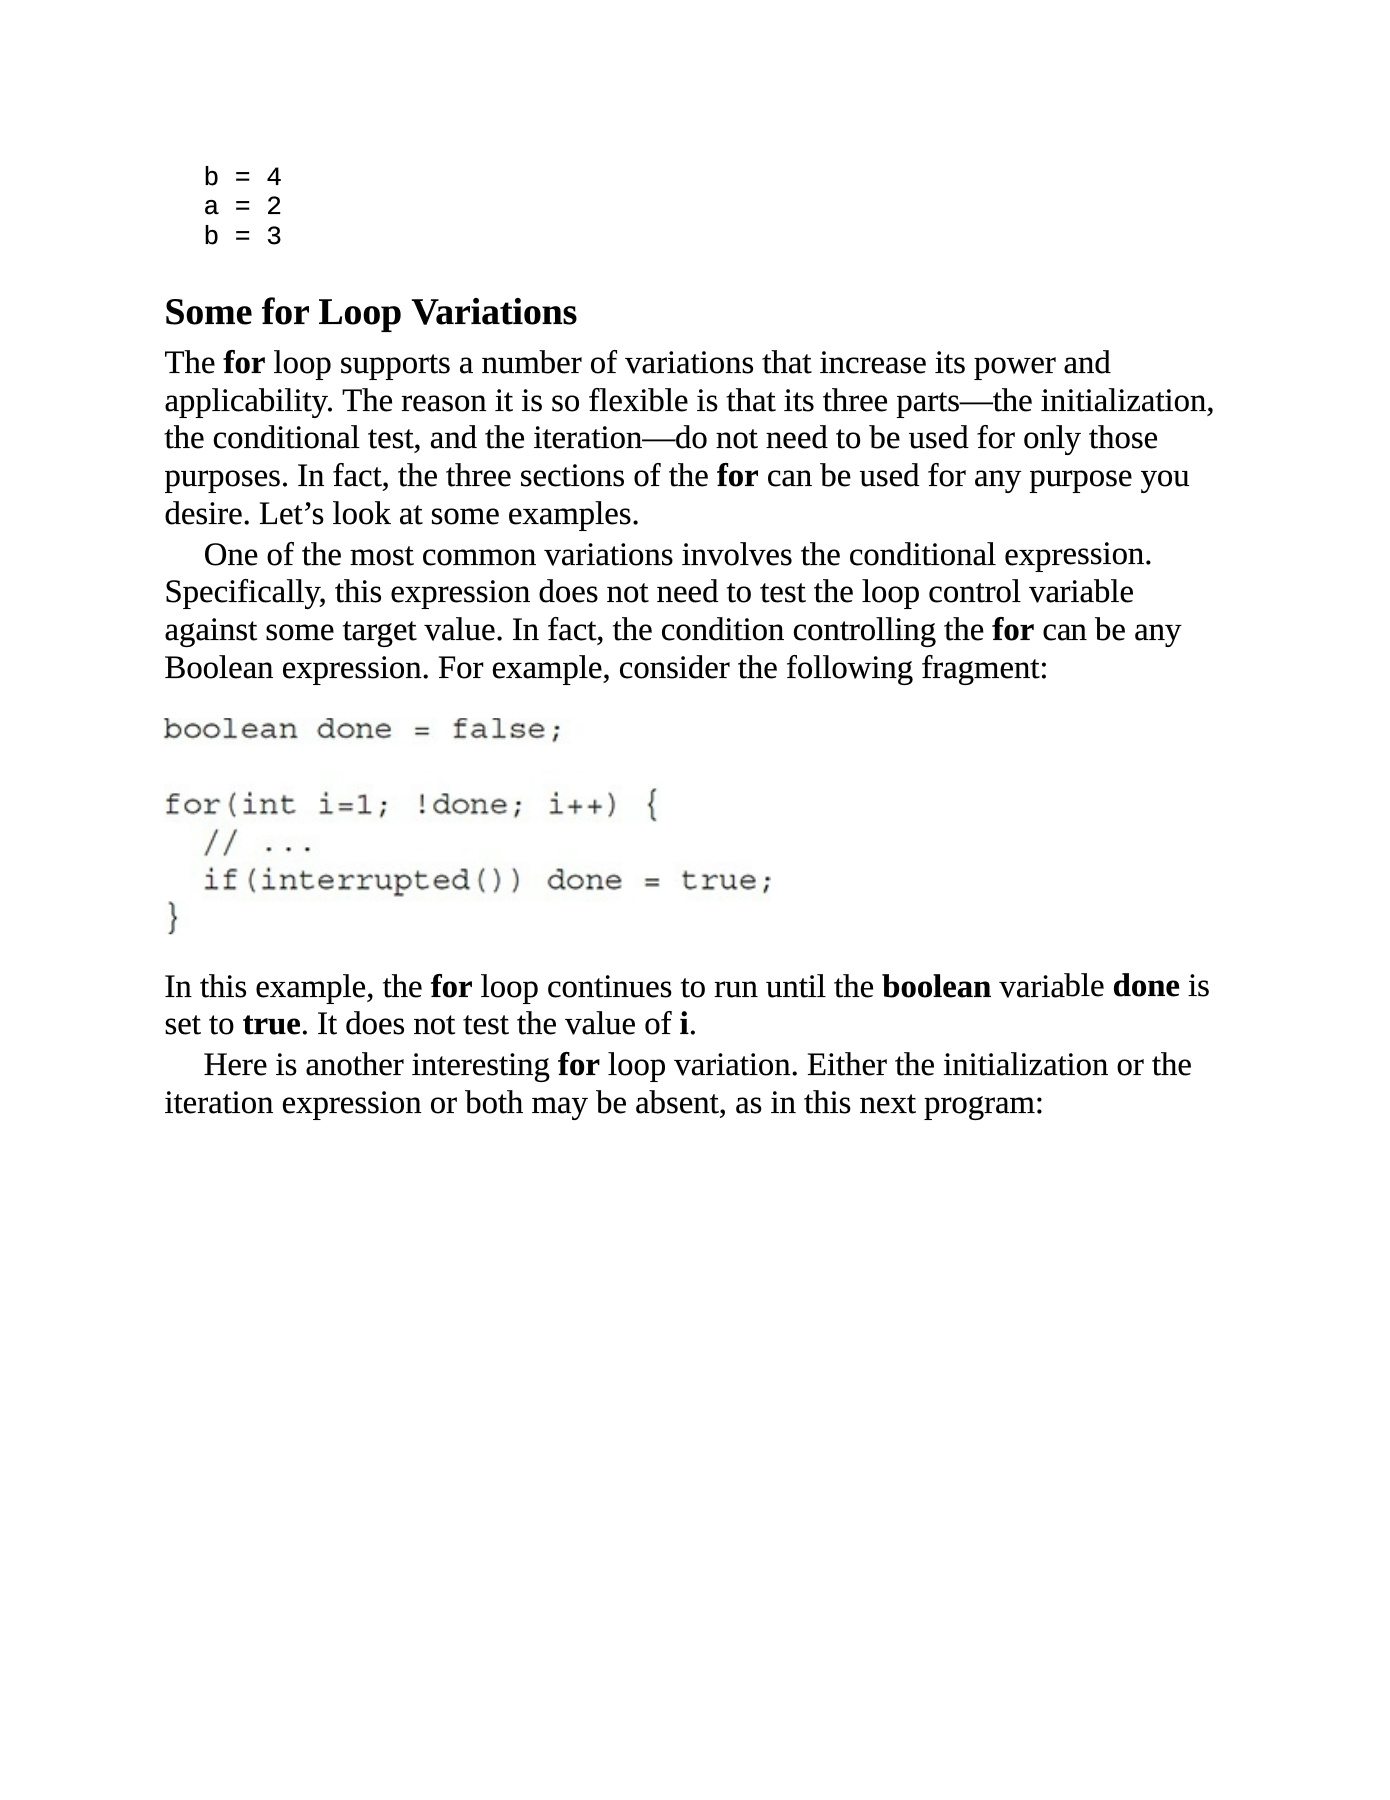 b = 4
a = 2
b = 3
Some for Loop Variations
The for loop supports a number of variations that increase its power and
applicability. The reason it is so flexible is that its three parts—the initialization,
the conditional test, and the iteration—do not need to be used for only those
purposes. In fact, the three sections of the for can be used for any purpose you
desire. Let’s look at some examples.
One of the most common variations involves the conditional expression.
Specifically, this expression does not need to test the loop control variable
against some target value. In fact, the condition controlling the for can be any
Boolean expression. For example, consider the following fragment:
boolean done = false;
for(int i=1; !done; i++) {
// ...
if(interrupted()) done = true;
}
In this example, the for loop continues to run until the boolean variable done is
set to true. It does not test the value of i.
Here is another interesting for loop variation. Either the initialization or the
iteration expression or both may be absent, as in this next program: